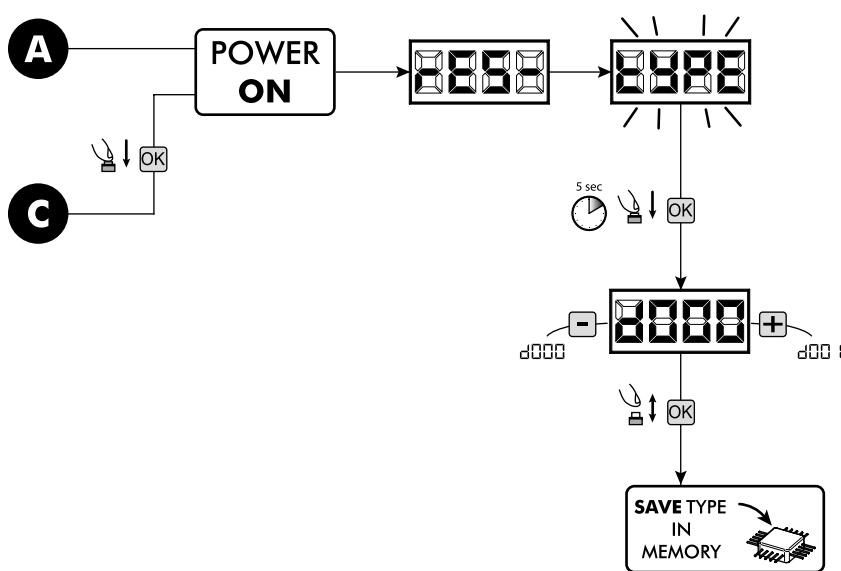 A
POWER
ON
rES-
tYPE
OK
C
5 sec
OK
d000
-
+
d000
d001
OK
SAVE TYPE
IN
MEMORY